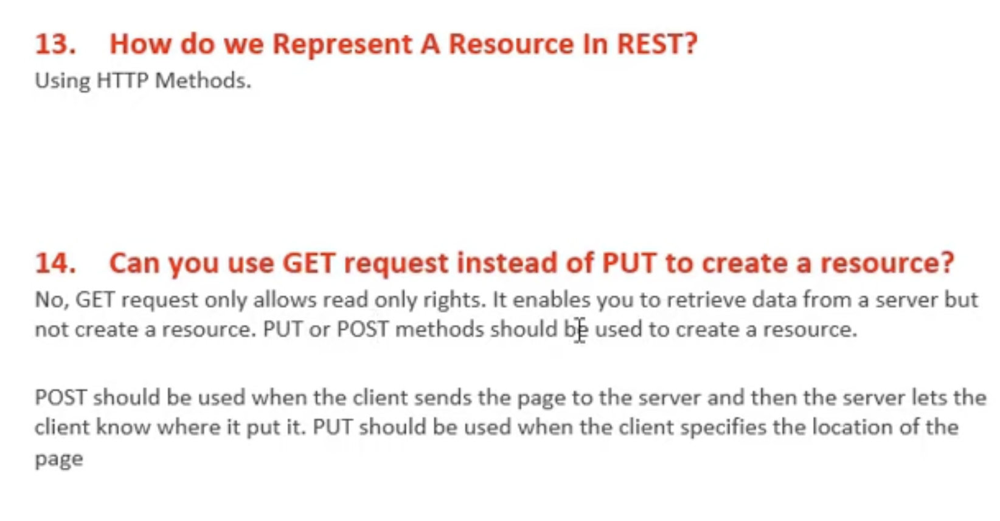 13. How do we Represent A Resource In REST?
Using HTTP Methods.
14. Can you use GET request instead of PUT to create a resource?
No, GET request only allows read only rights. It enables you to retrieve data from a server but
not create a resource. PUT or POST methods should be used to create a resource.
POST should be used when the client sends the page to the server and then the server lets the
client know where it put it. PUT should be used when the client specifies the location of the
page